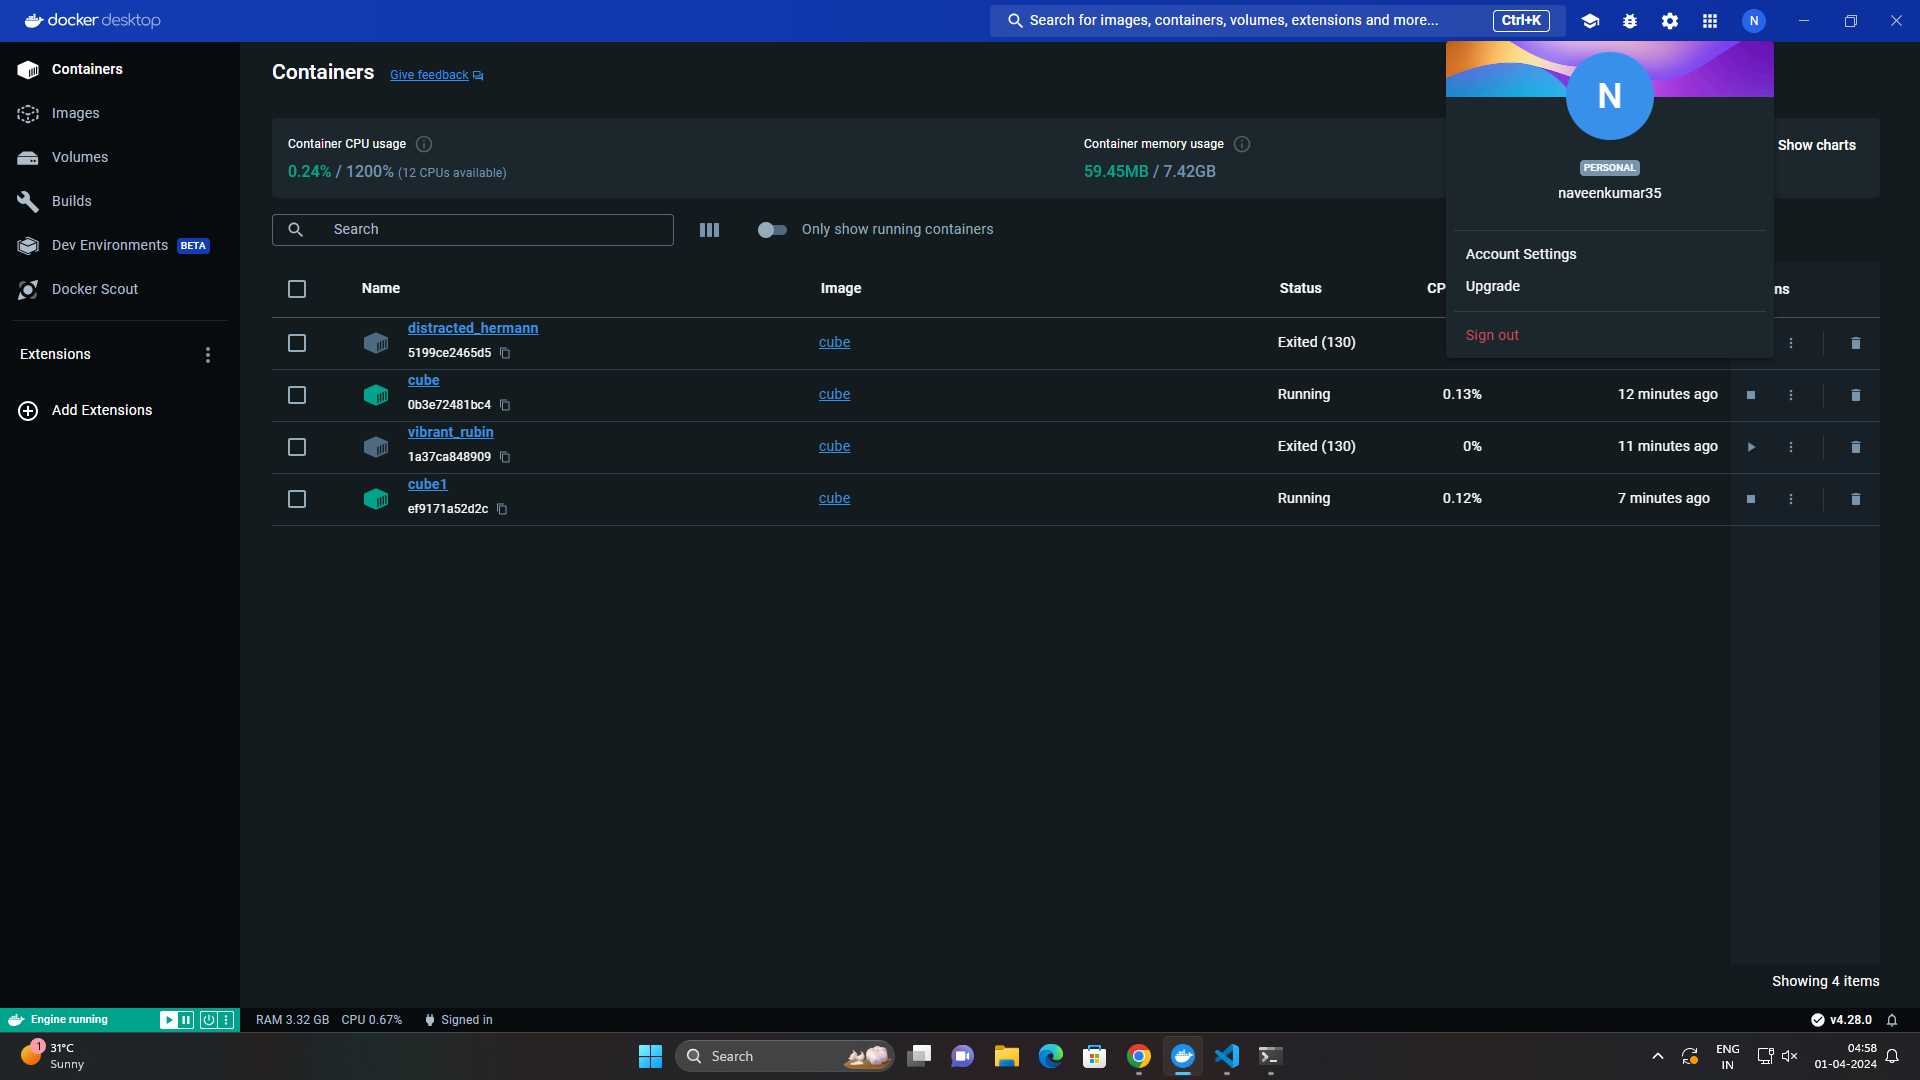 docker desktop
Search for images, containers, volumes, extensions and more... Ctrl+K N
Containers
Images
Volumes
Builds
Dev Environments BETA
Docker Scout
Extensions
Add Extensions
Containers Give feedback
Container CPU usage
0.24% / 1200% (12 CPUs available)
Container memory usage
59.45MB / 7.42GB
Show charts
Search
Only show running containers
N
PERSONAL
naveenkumar35
Account Settings
Upgrade
Sign out
Name Image Status CP ns
distracted_hermann
5199ce2465d5
cube Exited (130)
cube
0b3e72481bc4
cube Running 0.13% 12 minutes ago
vibrant_rubin
1a37ca848909
cube Exited (130) 0% 11 minutes ago
cube1
ef9171a52d2c
cube Running 0.12% 7 minutes ago
Showing 4 items
Engine running RAM 3.32 GB CPU 0.67% Signed in v4.28.0
1
31°C
Sunny
Search
ENG
IN
04:58
01-04-2024